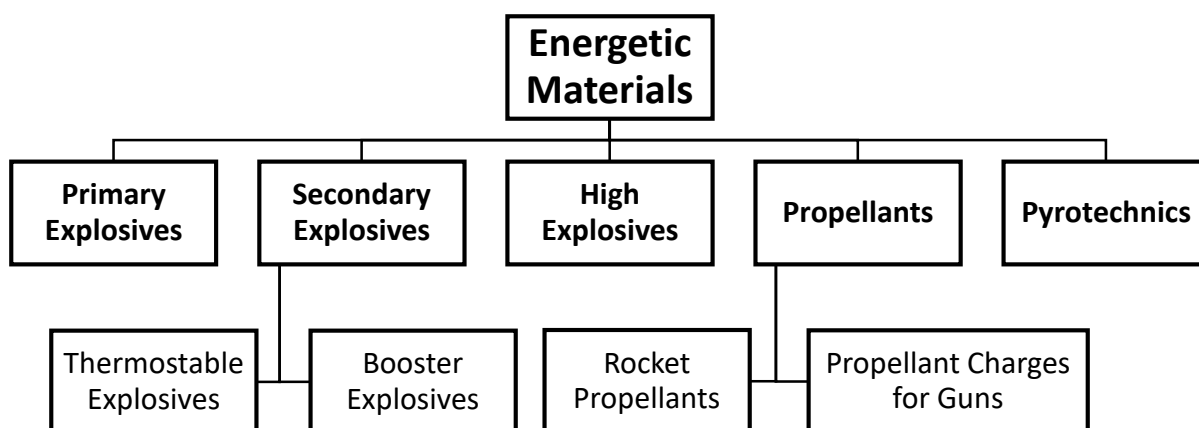 Energetic
Materials
Primary
Explosives
Secondary
Explosives
High
Explosives
Propellants
Pyrotechnics
Thermostable
Explosives
Booster
Explosives
Rocket
Propellants
Propellant Charges
for Guns